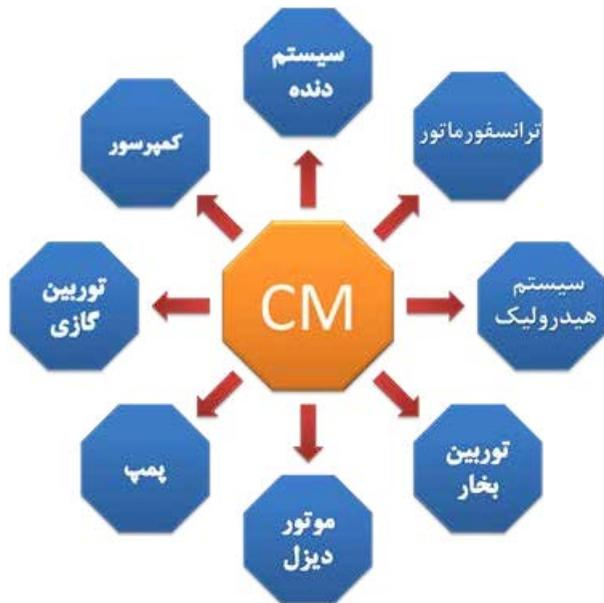 سیستم
دنده
ترانسفورماتور
کمپرسور
سیستم
هیدرولیک
CM
توربین
گازی
توربین
بخار
پمپ
موتور
دیزل